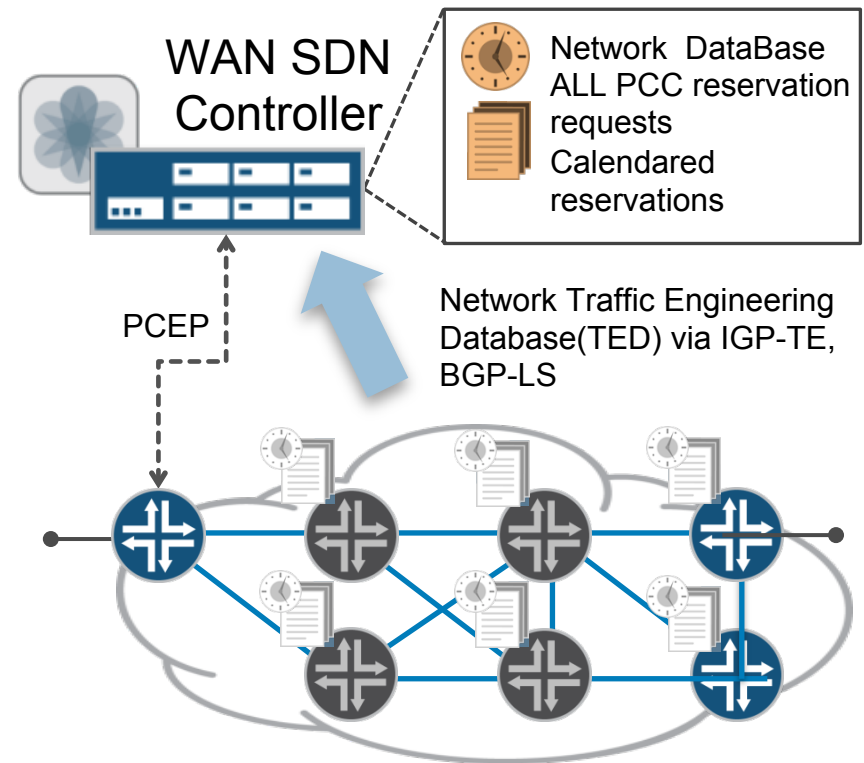 WAN SDN
Controller
Network DataBase
ALL PCC reservation
requests
Calendared
reservations
PCEP
Network Traffic Engineering
Database(TED) via IGP-TE,
BGP-LS